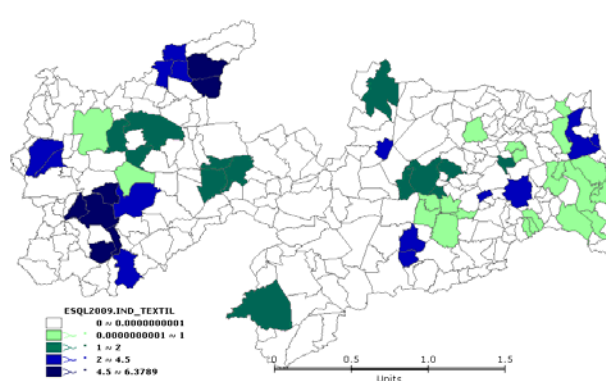 ESQL2009.IND_TEXTIL
0 ~ 0.0000000001
" 0.0000000001 ~ 1
" 1 ~ 2
" 2 ~ 4.5
" 4.5 ~ 6.3789
0 0.5 1.0 1.5
Units